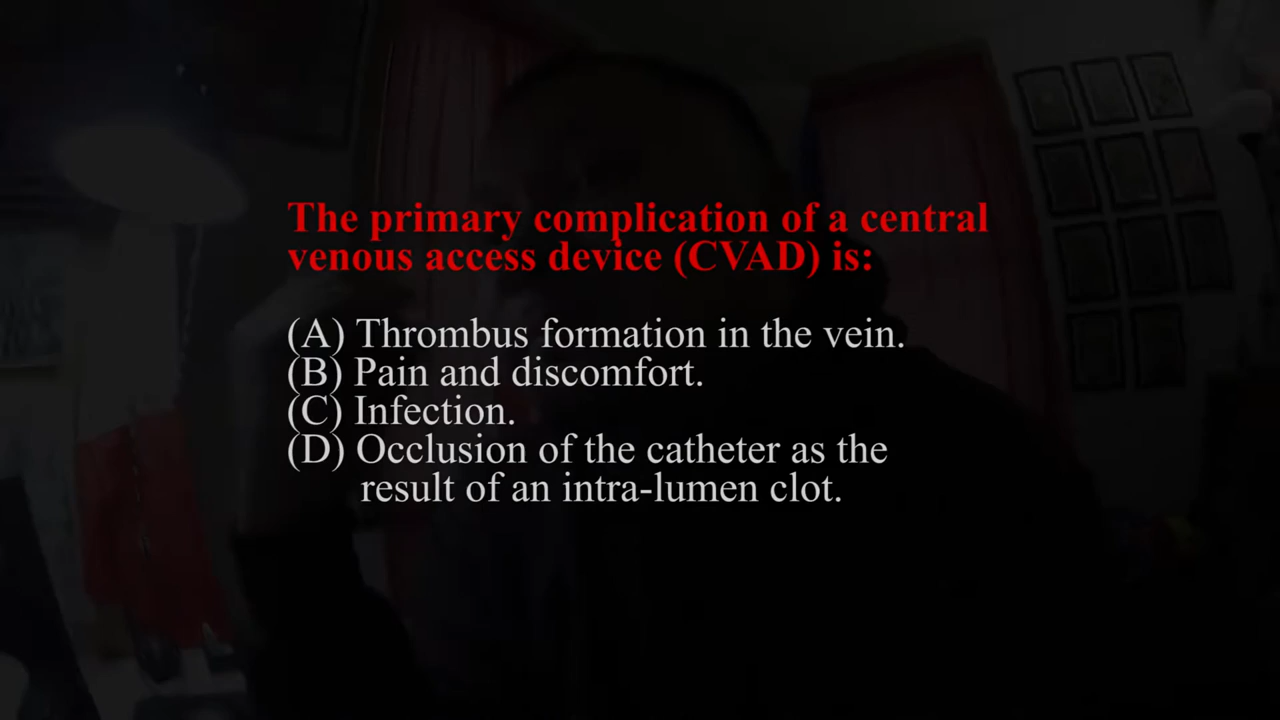 The primary complication of a central
venous access device (CVAD) is:
(A) Thrombus formation in the vein.
(B) Pain and discomfort.
(C) Infection.
(D) Occlusion of the catheter as the
result of an intra-lumen clot.